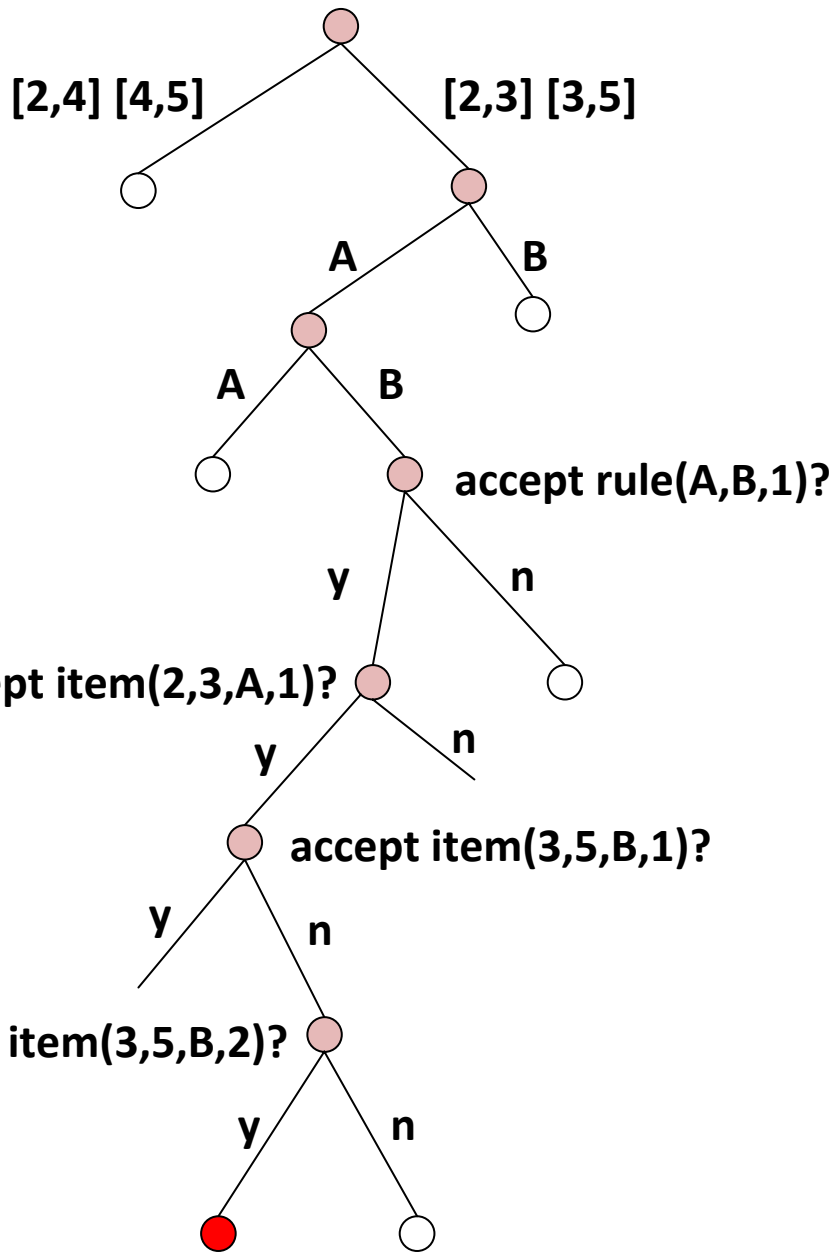 [2,4] [4,5]
[2,3] [3,5]
A
B
A
B
accept rule(A,B,1)?
y
n
pt item(2,3,A,1)?
y
n
accept item(3,5,B,1)?
y
n
item(3,5,B,2)?
y
n